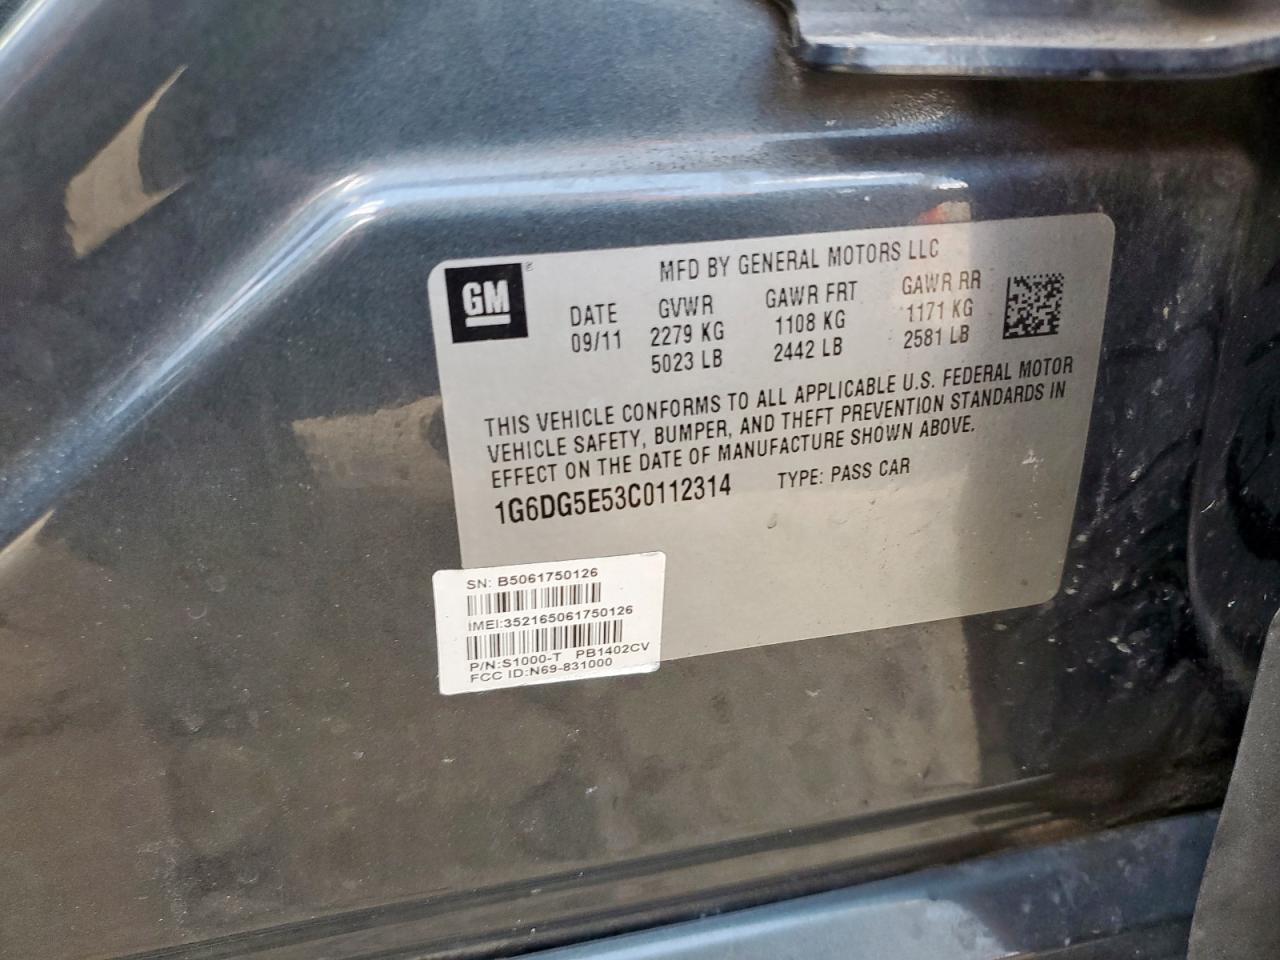 GM
MFD BY GENERAL MOTORS LLC
DATE GVWR GAWR FRT GAWR RR
09/11 2279 KG 1108 KG 1171 KG
5023 LB 2442 LB 2581 LB
THIS VEHICLE CONFORMS TO ALL APPLICABLE U.S. FEDERAL MOTOR
VEHICLE SAFETY, BUMPER, AND THEFT PREVENTION STANDARDS IN
EFFECT ON THE DATE OF MANUFACTURE SHOWN ABOVE.
1G6DG5E53C0112314 TYPE: PASS CAR
SN: B5061750126
IMEI:352165061750126
P/N:S1000-T PB1402CV
FCC ID:N69-831000